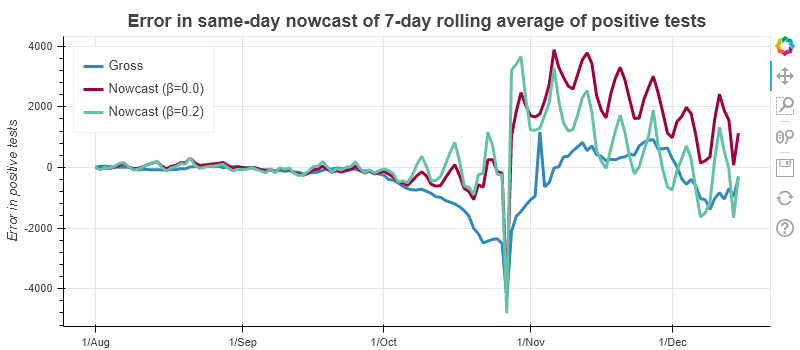 Error in same-day nowcast of 7-day rolling average of positive tests
Gross
Nowcast (β=0.0)
Nowcast (β=0.2)
Error in positive tests
4000
2000
0
-2000
-4000
1/Aug
1/Sep
1/Oct
1/Nov
1/Dec